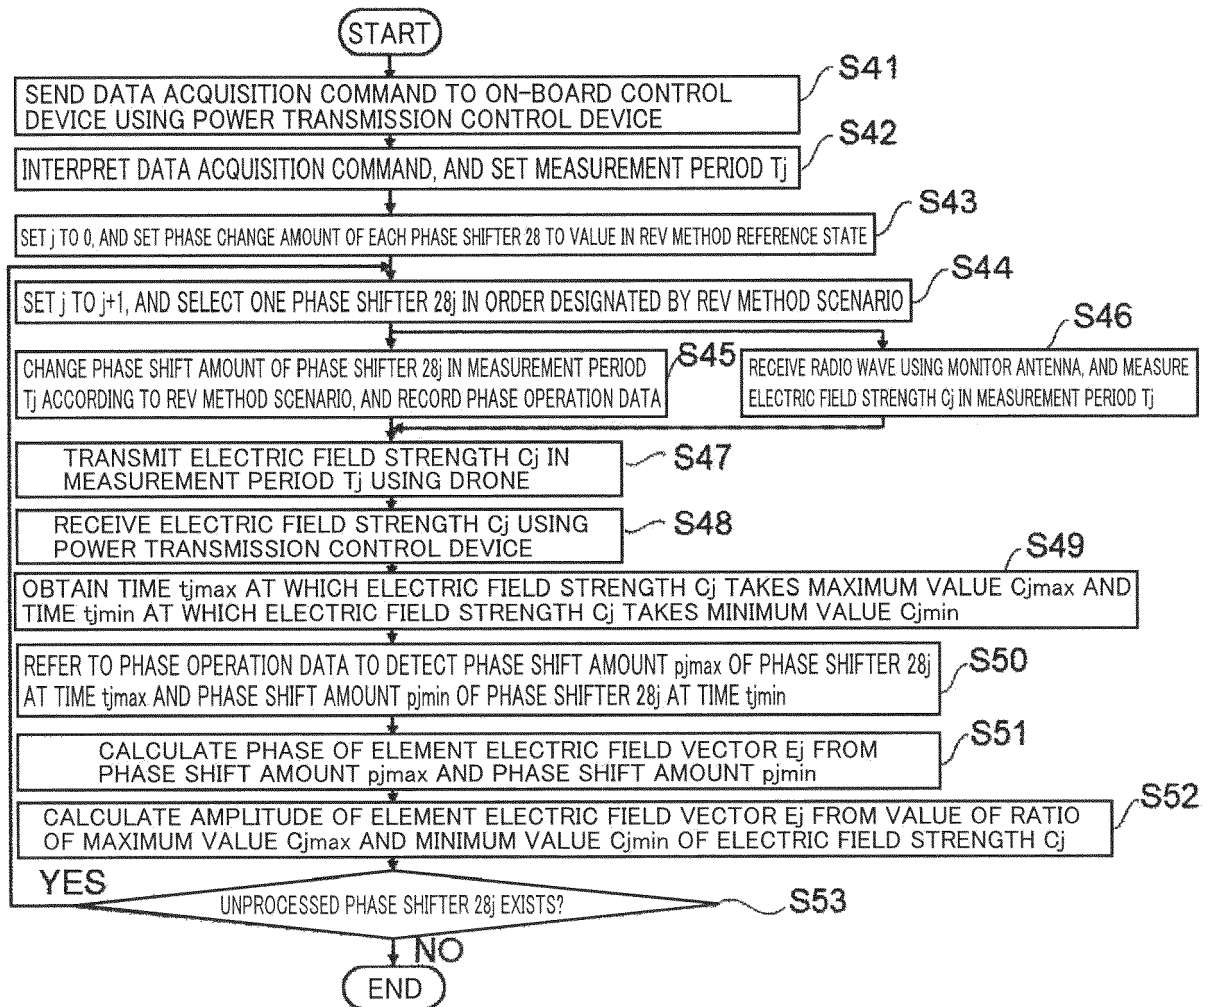 START
SEND DATA ACQUISITION COMMAND TO ON-BOARD CONTROL
DEVICE USING POWER TRANSMISSION CONTROL DEVICE
S41
INTERPRET DATA ACQUISITION COMMAND, AND SET MEASUREMENT PERIOD Tj
S42
SET j TO 0, AND SET PHASE CHANGE AMOUNT OF EACH PHASE SHIFTER 28 TO VALUE IN REV METHOD REFERENCE STATE
S43
SET j TO j+1, AND SELECT ONE PHASE SHIFTER 28j IN ORDER DESIGNATED BY REV METHOD SCENARIO
S44
CHANGE PHASE SHIFT AMOUNT OF PHASE SHIFTER 28j IN MEASUREMENT PERIOD
Tj ACCORDING TO REV METHOD SCENARIO, AND RECORD PHASE OPERATION DATA
S45
RECEIVE RADIO WAVE USING MONITOR ANTENNA, AND MEASURE
ELECTRIC FIELD STRENGTH Cj IN MEASUREMENT PERIOD Tj
S46
TRANSMIT ELECTRIC FIELD STRENGTH Cj IN
MEASUREMENT PERIOD Tj USING DRONE
S47
RECEIVE ELECTRIC FIELD STRENGTH Cj USING
POWER TRANSMISSION CONTROL DEVICE
S48
OBTAIN TIME tjmax AT WHICH ELECTRIC FIELD STRENGTH Cj TAKES MAXIMUM VALUE Cjmax AND
TIME tjmin AT WHICH ELECTRIC FIELD STRENGTH Cj TAKES MINIMUM VALUE Cjmin
S49
REFER TO PHASE OPERATION DATA TO DETECT PHASE SHIFT AMOUNT pjmax OF PHASE SHIFTER 28j
AT TIME tjmax AND PHASE SHIFT AMOUNT pjmin OF PHASE SHIFTER 28j AT TIME tjmin
S50
CALCULATE PHASE OF ELEMENT ELECTRIC FIELD VECTOR Ej FROM
PHASE SHIFT AMOUNT pjmax AND PHASE SHIFT AMOUNT pjmin
S51
CALCULATE AMPLITUDE OF ELEMENT ELECTRIC FIELD VECTOR Ej FROM VALUE OF RATIO
OF MAXIMUM VALUE Cjmax AND MINIMUM VALUE Cjmin OF ELECTRIC FIELD STRENGTH Cj
S52
YES
UNPROCESSED PHASE SHIFTER 28j EXISTS?
S53
NO
END